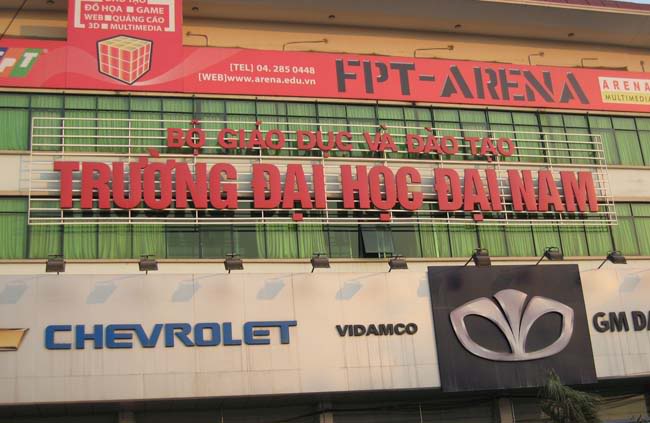 ĐỒ HỌA GAME
WEB QUẢNG CÁO
3D MULTIMEDIA
FPT
[TEL] 04. 285 0448
[WEB]www.arena.edu.vn
FPT-ARENA
ARENA
MULTIMEDIA
BỘ GIÁO DỤC VÀ ĐÀO TẠO
TRƯỜNG ĐẠI HỌC ĐẠI NAM
CHEVROLET
VIDAMCO
GM DA